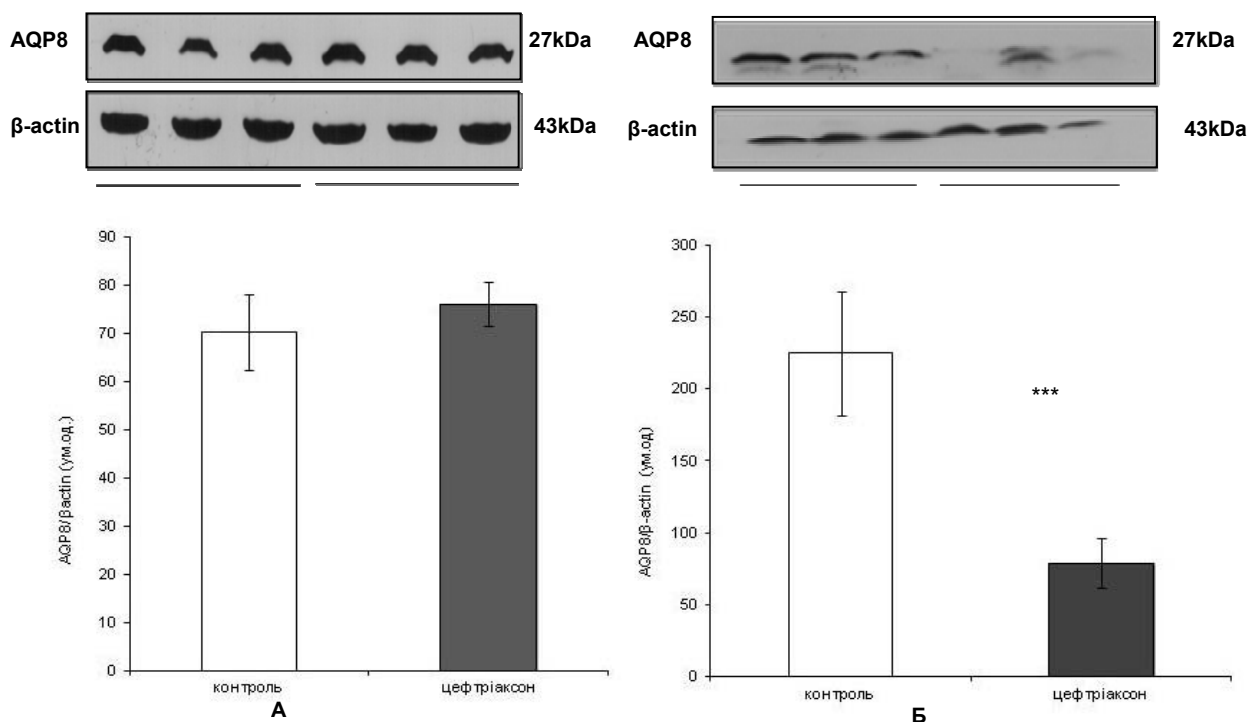 AQP8
27kDa
β-actin
43kDa
90
80
70
60
50
40
30
20
10
0
AQP8/βactin (ум.од.)
контроль
цефтріаксон
А
AQP8
27kDa
β-actin
43kDa
300
250
200
150
100
50
0
AQP8/β-actin (ум.од)
***
контроль
цефтріаксон
Б